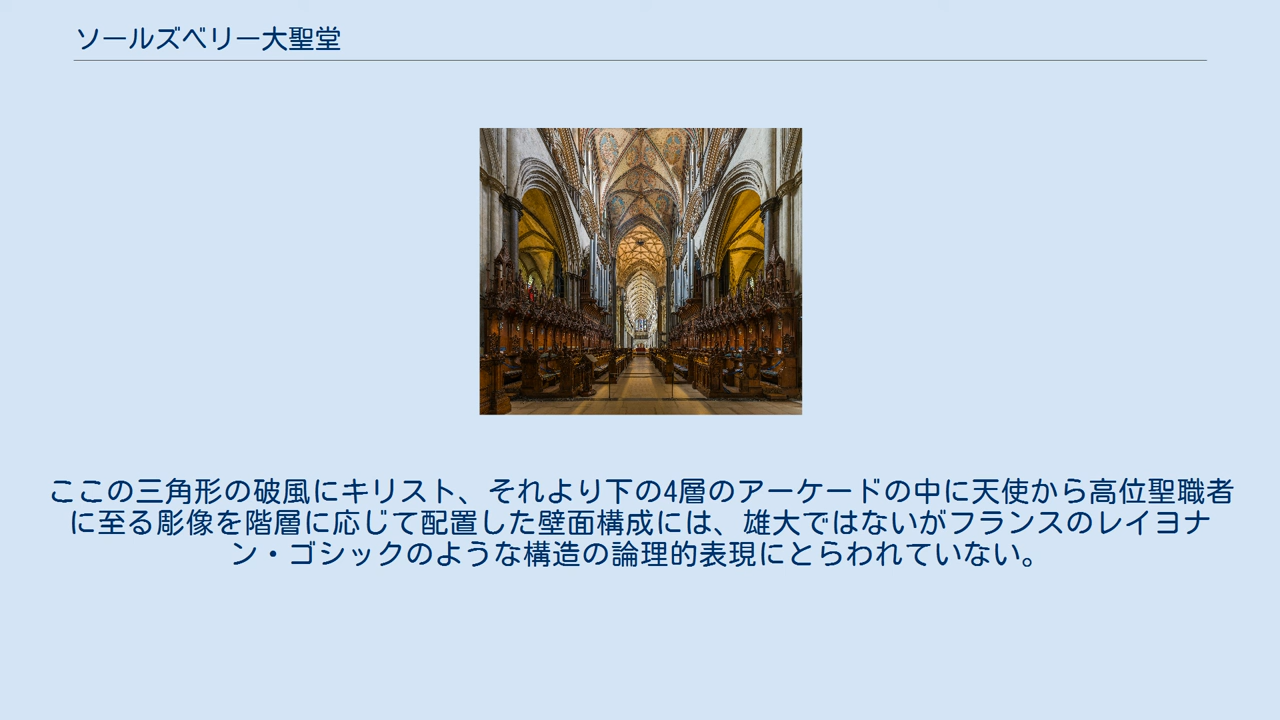 ソールズベリー大聖堂
ここの三角形の破風にキリスト、それより下の4層のアーケードの中に天使から高位聖職者
に至る彫像を階層に応じて配置した壁面構成には、雄大ではないがフランスのレイヨナ
ン・ゴシックのような構造の論理的表現にとらわれていない。